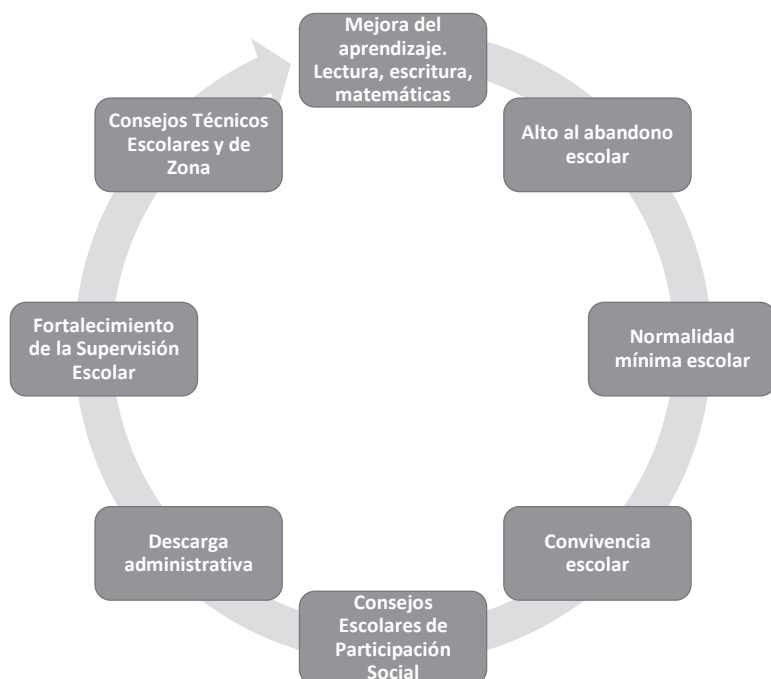 Mejora del
aprendizaje.
Lectura, escritura,
matemáticas
Alto al abandono
escolar
Normalidad
mínima escolar
Convivencia
escolar
Consejos
Escolares de
Participación
Social
Descarga
administrativa
Fortalecimiento
de la Supervisión
Escolar
Consejos Técnicos
Escolares y de
Zona